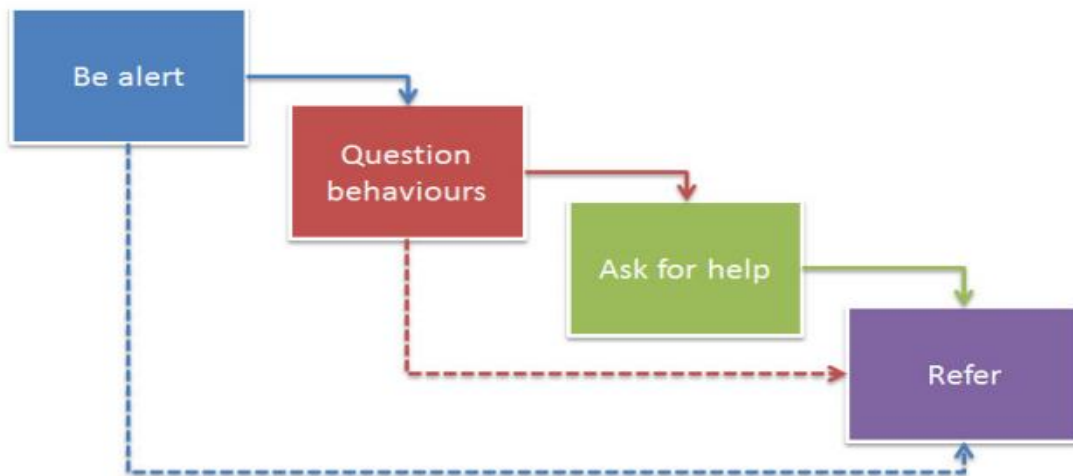 Be alert
Question
behaviours
Ask for help
Refer